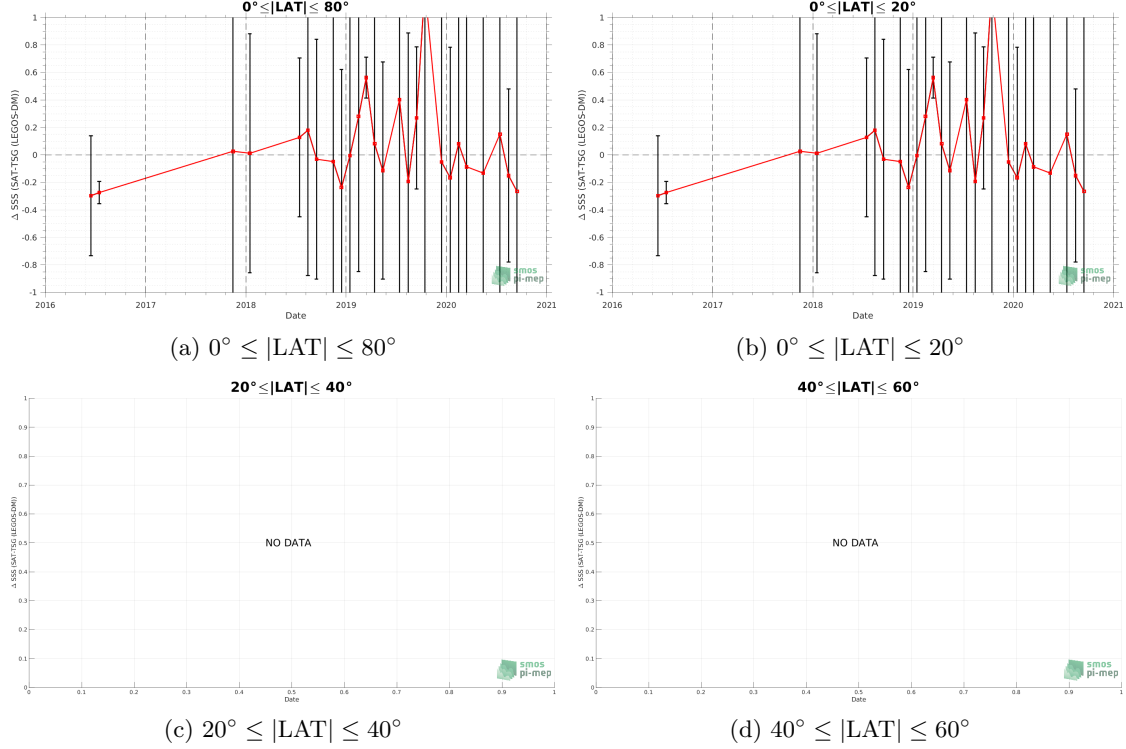 0°≤|LAT|≤ 80°
Δ SSS (SAT-TSG (LEGOS-DM))
1
0.8
0.6
0.4
0.2
0
-0.2
-0.4
-0.6
-0.8
-1
2016 2017 2018 2019 2020 2021
Date
smos
pi-mep
(a) 0° ≤ |LAT| ≤ 80°
0°≤|LAT|≤ 20°
Δ SSS (SAT-TSG (LEGOS-DM))
1
0.8
0.6
0.4
0.2
0
-0.2
-0.4
-0.6
-0.8
-1
2016 2017 2018 2019 2020 2021
Date
smos
pi-mep
(b) 0° ≤ |LAT| ≤ 20°
20°≤|LAT|≤ 40°
Δ SSS (SAT-TSG (LEGOS-DM))
1
0.9
0.8
0.7
0.6
0.5
0.4
0.3
0.2
0.1
0
NO DATA
0 0.1 0.2 0.3 0.4 0.5 0.6 0.7 0.8 0.9 1
Date
smos
pi-mep
(c) 20° ≤ |LAT| ≤ 40°
40°≤|LAT|≤ 60°
Δ SSS (SAT-TSG (LEGOS-DM))
1
0.9
0.8
0.7
0.6
0.5
0.4
0.3
0.2
0.1
0
NO DATA
0 0.1 0.2 0.3 0.4 0.5 0.6 0.7 0.8 0.9 1
Date
smos
pi-mep
(d) 40° ≤ |LAT| ≤ 60°